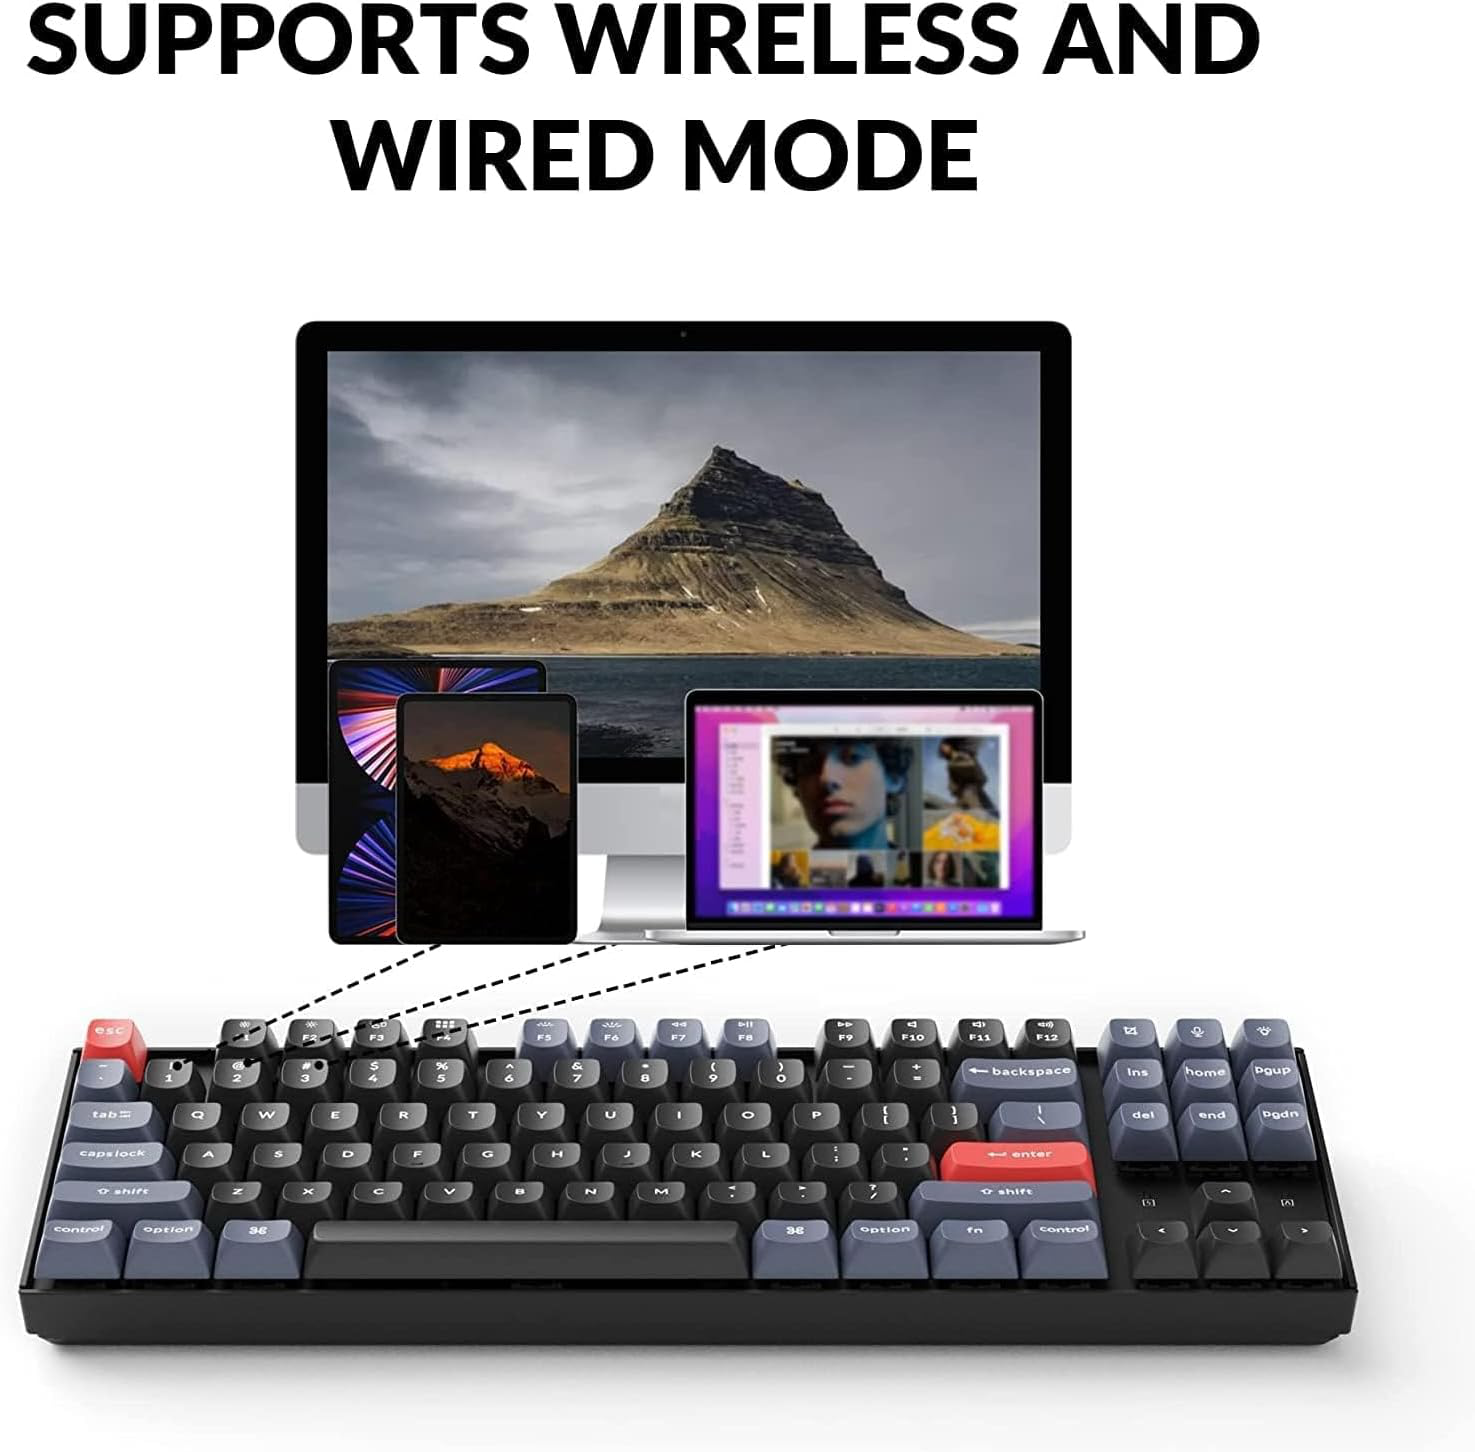 SUPPORTS WIRELESS AND
WIRED MODE
esc F2 F3 F4 F5 F6 F7 F8 F9 F10 F11 F12
1 @ 2 # 3 $ 4 % 5 ^ 6 & 7 * 8 ( 9 ) 0 - + = ← backspace ins home pgup
tab Q W E R T Y U I O P { [ } ] | \ del end pgdn
capslock A S D F G H J K L : ; " ' ↵ enter
⇧ shift Z X C V B N M < , > . ? / ⇧ shift
control option ⌘ ⌘ option fn control